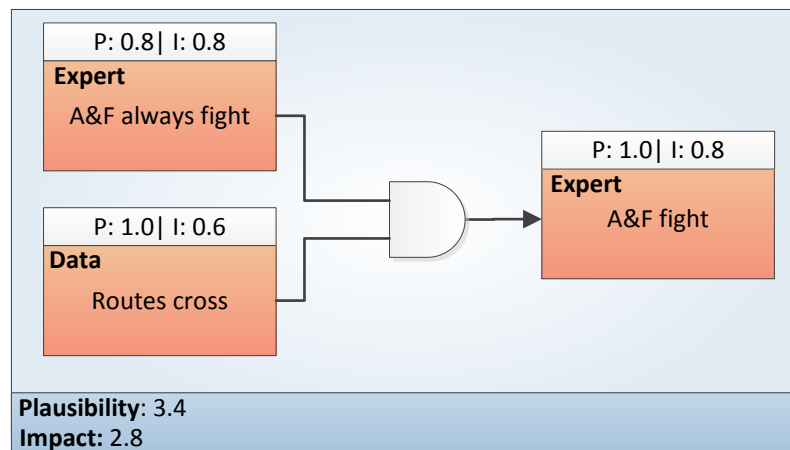 P: 0.8| I: 0.8
Expert
A&F always fight
P: 1.0| I: 0.6
Data
Routes cross
P: 1.0| I: 0.8
Expert
A&F fight
Plausibility: 3.4
Impact: 2.8